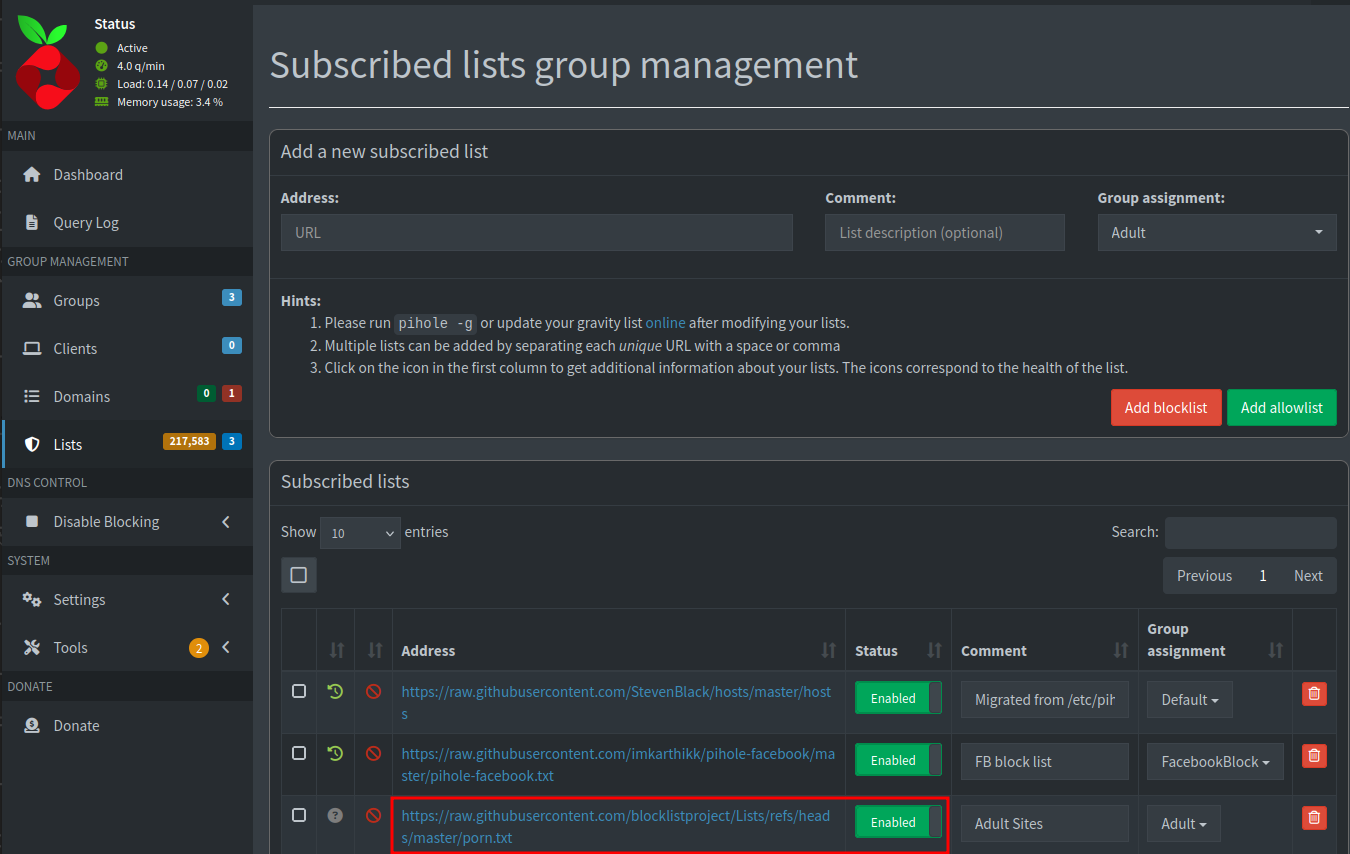 Status
Active
4.0 q/min
Load: 0.14 / 0.07 / 0.02
Memory usage: 3.4 %
MAIN
Dashboard
Query Log
GROUP MANAGEMENT
Groups 3
Clients 0
Domains 0 1
Lists 217,583 3
DNS CONTROL
Disable Blocking
SYSTEM
Settings
Tools 2
DONATE
Donate
Subscribed lists group management
Add a new subscribed list
Address: Comment: Group assignment:
URL List description (optional) Adult
Hints:
1. Please run pihole -g or update your gravity list online after modifying your lists.
2. Multiple lists can be added by separating each unique URL with a space or comma
3. Click on the icon in the first column to get additional information about your lists. The icons correspond to the health of the list.
Add blocklist Add allowlist
Subscribed lists
Show 10 entries Search:
Previous 1 Next
Address Status Comment Group
assignment
https://raw.githubusercontent.com/StevenBlack/hosts/master/host Enabled Migrated from /etc/pih Default
s
https://raw.githubusercontent.com/imkarthikk/pihole-facebook/ma Enabled FB block list FacebookBlock
ster/pihole-facebook.txt
https://raw.githubusercontent.com/blocklistproject/Lists/refs/head Enabled Adult Sites Adult
s/master/porn.txt